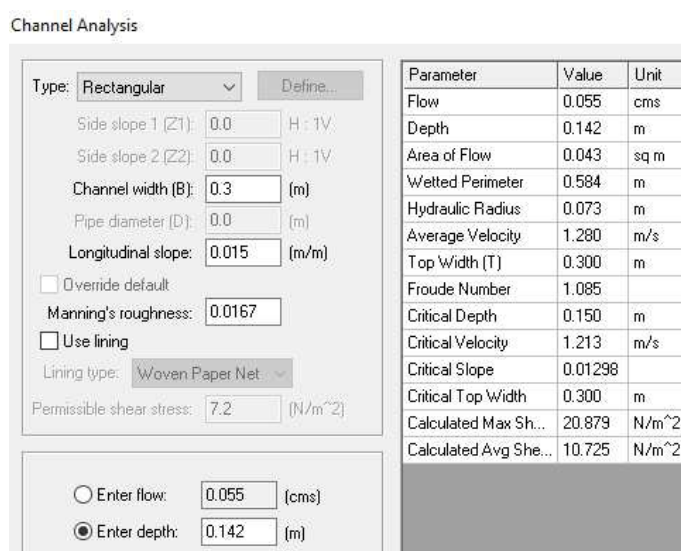 Channel Analysis
Type: Rectangular Define...
Side slope 1 (Z1): 0.0 H : 1V
Side slope 2 (Z2): 0.0 H : 1V
Channel width (B): 0.3 (m)
Pipe diameter (D): 0.0 (m)
Longitudinal slope: 0.015 (m/m)
Override default
Manning's roughness: 0.0167
Use lining
Lining type: Woven Paper Net
Permissible shear stress: 7.2 (N/m^2)
Enter flow: 0.055 (cms)
Enter depth: 0.142 (m)
Parameter Value Unit
Flow 0.055 cms
Depth 0.142 m
Area of Flow 0.043 sq m
Wetted Perimeter 0.584 m
Hydraulic Radius 0.073 m
Average Velocity 1.280 m/s
Top Width (T) 0.300 m
Froude Number 1.085
Critical Depth 0.150 m
Critical Velocity 1.213 m/s
Critical Slope 0.01298
Critical Top Width 0.300 m
Calculated Max Sh... 20.879 N/m^2
Calculated Avg She... 10.725 N/m^2